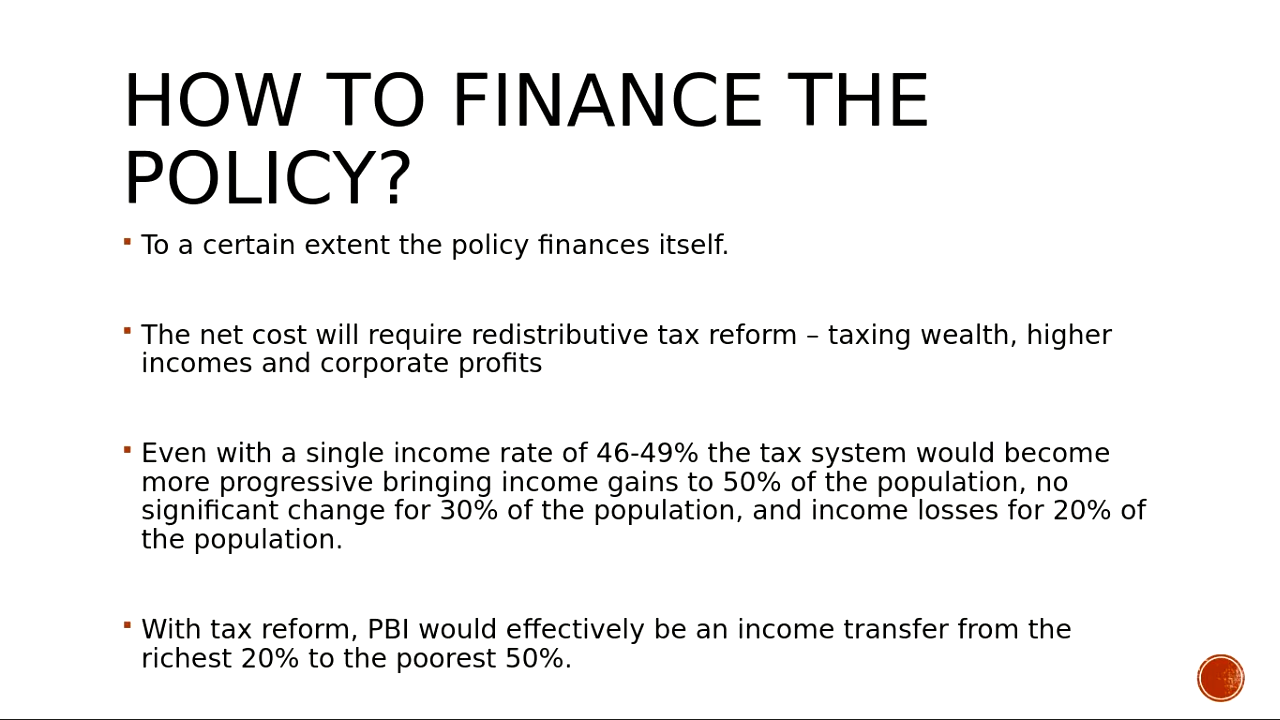 HOW TO FINANCE THE
POLICY?
▪ To a certain extent the policy finances itself.
▪ The net cost will require redistributive tax reform – taxing wealth, higher
incomes and corporate profits
▪ Even with a single income rate of 46-49% the tax system would become
more progressive bringing income gains to 50% of the population, no
significant change for 30% of the population, and income losses for 20% of
the population.
▪ With tax reform, PBI would effectively be an income transfer from the
richest 20% to the poorest 50%.